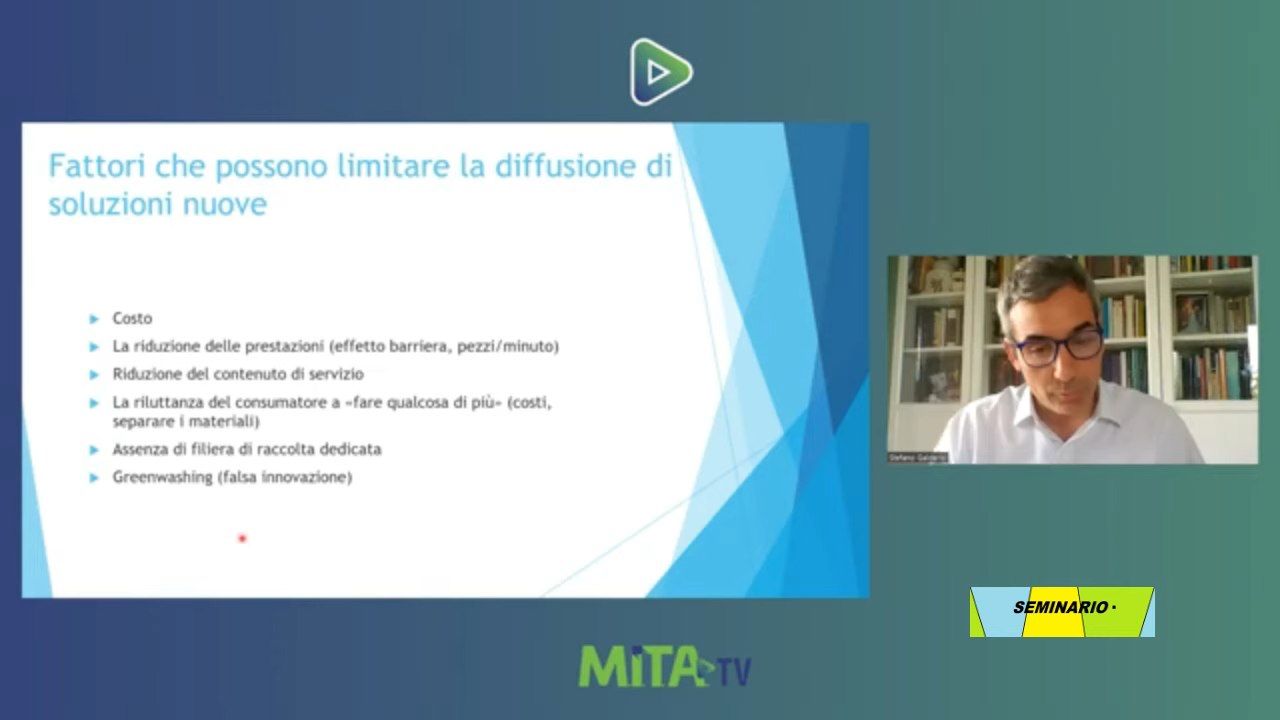 Fattori che possono limitare la diffusione di
soluzioni nuove
Costo
La riduzione delle prestazioni (effetto barriera, pezzi/minuto)
Riduzione del contenuto di servizio
La riluttanza del consumatore a «fare qualcosa di più» (costi,
separare i materiali)
Assenza di filiera di raccolta dedicata
Greenwashing (falsa innovazione)
Stefano
SEMINARIO ·
MiTA TV